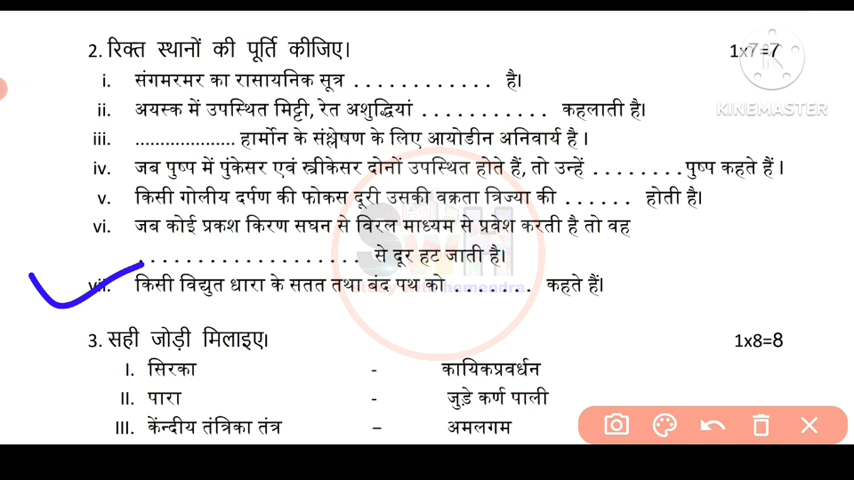 2. रिक्त स्थानों की पूर्ति कीजिए। 1x7=7
KINEMASTER
i. संगमरमर का रासायनिक सूत्र . . . . . . . . . . . . है।
ii. अयस्क में उपस्थित मिट्टी, रेत अशुद्धियां . . . . . . . . . . . कहलाती है।
iii. .................... हार्मोन के संश्लेषण के लिए आयोडीन अनिवार्य है ।
iv. जब पुष्प में पुंकेसर एवं स्त्रीकेसर दोनों उपस्थित होते हैं, तो उन्हें . . . . . . . . पुष्प कहते हैं ।
v. किसी गोलीय दर्पण की फोकस दूरी उसकी वक्रता त्रिज्या की . . . . . . होती है।
vi. जब कोई प्रकश किरण सघन से विरल माध्यम से प्रवेश करती है तो वह
. . . . . . . . . . . . . . . . . . . . से दूर हट जाती है।
vii. किसी विद्युत धारा के सतत तथा बंद पथ को . . . . . . . कहते हैं।
3. सही जोड़ी मिलाइए। 1x8=8
I. सिरका - कायिकप्रवर्धन
II. पारा - जुड़े कर्ण पाली
III. केंन्दीय तंत्रिका तंत्र – अमलगम